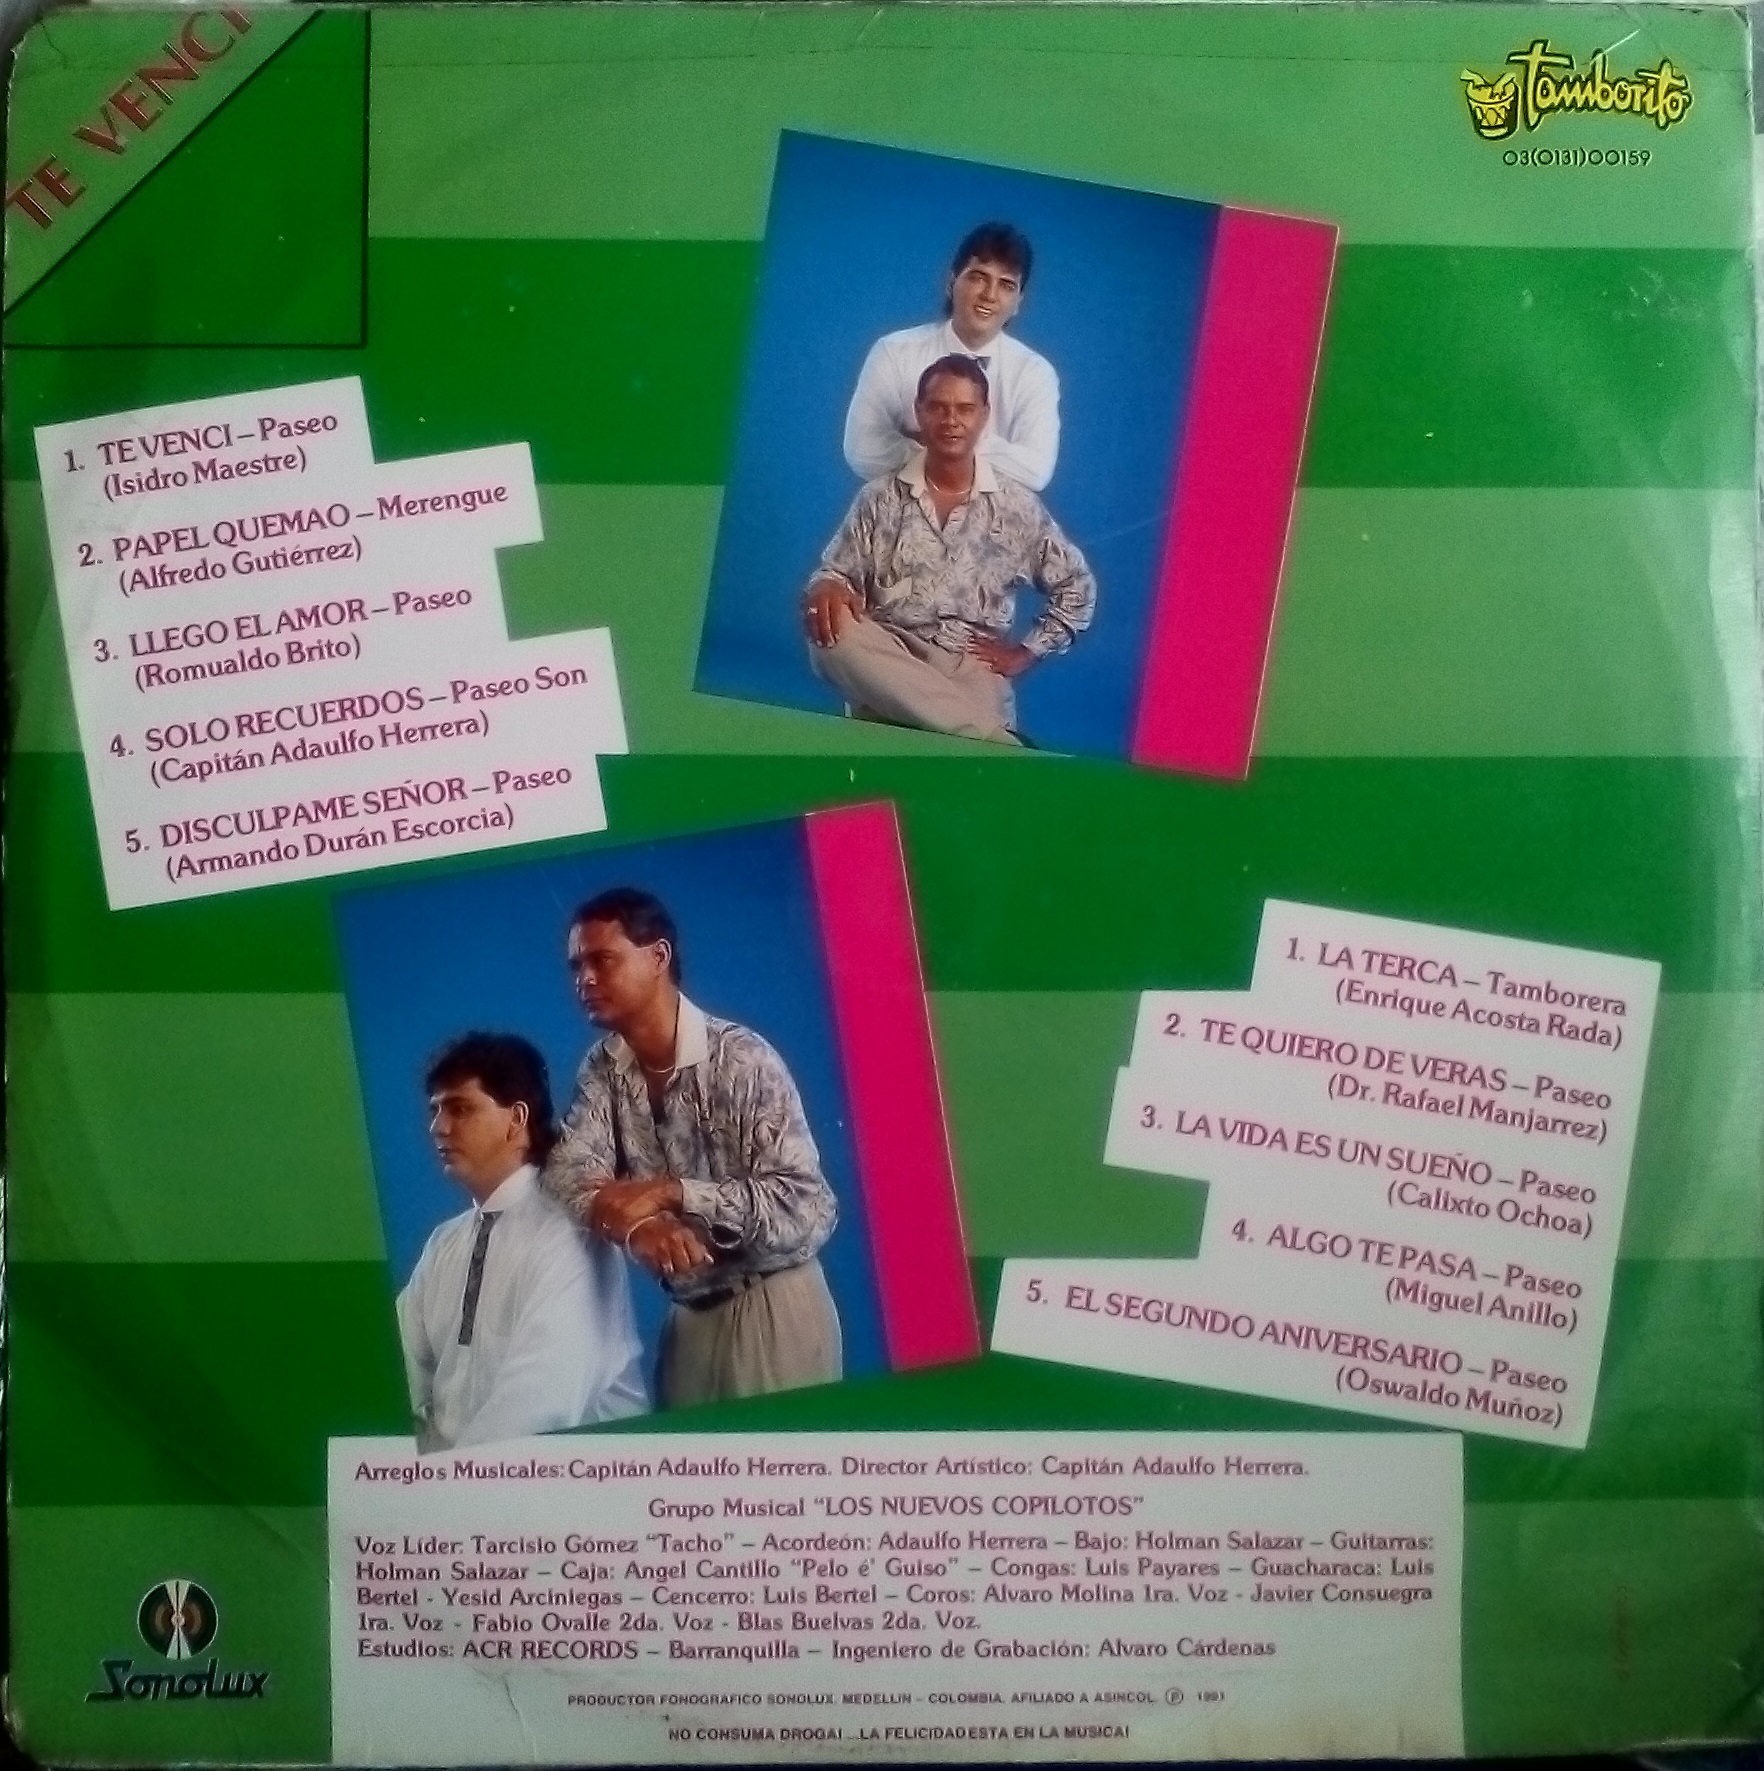 TE VENCI
tamborito
03(0131)00159
1. TE VENCI – Paseo
(Isidro Maestre)
2. PAPEL QUEMAO – Merengue
(Alfredo Gutiérrez)
3. LLEGO EL AMOR – Paseo
(Romualdo Brito)
4. SOLO RECUERDOS – Paseo Son
(Capitán Adaulfo Herrera)
5. DISCULPAME SEÑOR – Paseo
(Armando Durán Escorcia)
1. LA TERCA – Tamborera
(Enrique Acosta Rada)
2. TE QUIERO DE VERAS – Paseo
(Dr. Rafael Manjarrez)
3. LA VIDA ES UN SUEÑO – Paseo
(Calixto Ochoa)
4. ALGO TE PASA – Paseo
(Miguel Anillo)
5. EL SEGUNDO ANIVERSARIO – Paseo
(Oswaldo Muñoz)
Arreglos Musicales: Capitán Adaulfo Herrera. Director Artístico: Capitán Adaulfo Herrera.
Grupo Musical "LOS NUEVOS COPILOTOS"
Voz Líder: Tarcisio Gómez "Tacho" – Acordeón: Adaulfo Herrera – Bajo: Holman Salazar – Guitarras:
Holman Salazar – Caja: Angel Cantillo "Pelo é' Guiso" – Congas: Luis Payares – Guacharaca: Luis
Bertel - Yesid Arciniegas – Cencerro: Luis Bertel – Coros: Alvaro Molina 1ra. Voz - Javier Consuegra
1ra. Voz - Fabio Ovalle 2da. Voz - Blas Buelvas 2da. Voz.
Estudios: ACR RECORDS – Barranquilla – Ingeniero de Grabación: Alvaro Cárdenas
Sonolux
PRODUCTOR FONOGRAFICO SONOLUX. MEDELLIN – COLOMBIA. AFILIADO A ASINCOL. Ⓟ 1991
NO CONSUMA DROGA! ...LA FELICIDAD ESTA EN LA MUSICA!